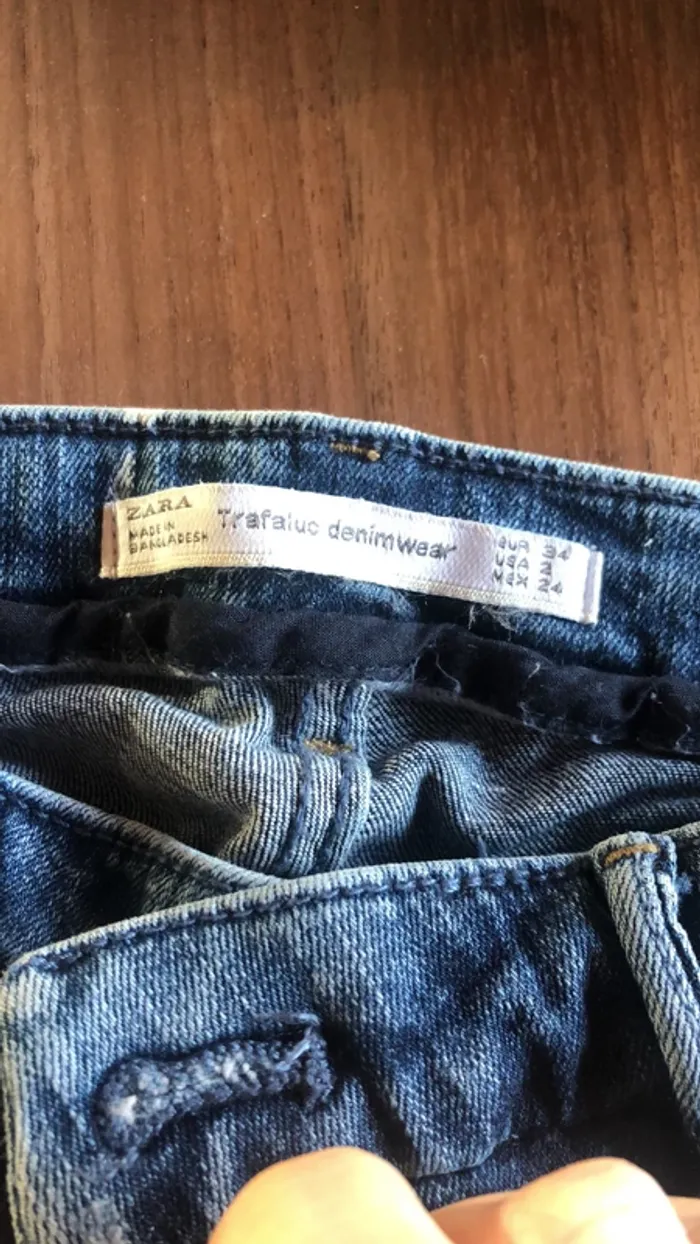 ZARA
MADE IN
BANGLADESH
Trafaluc denimwear
EUR 34
USA 2
MEX 24